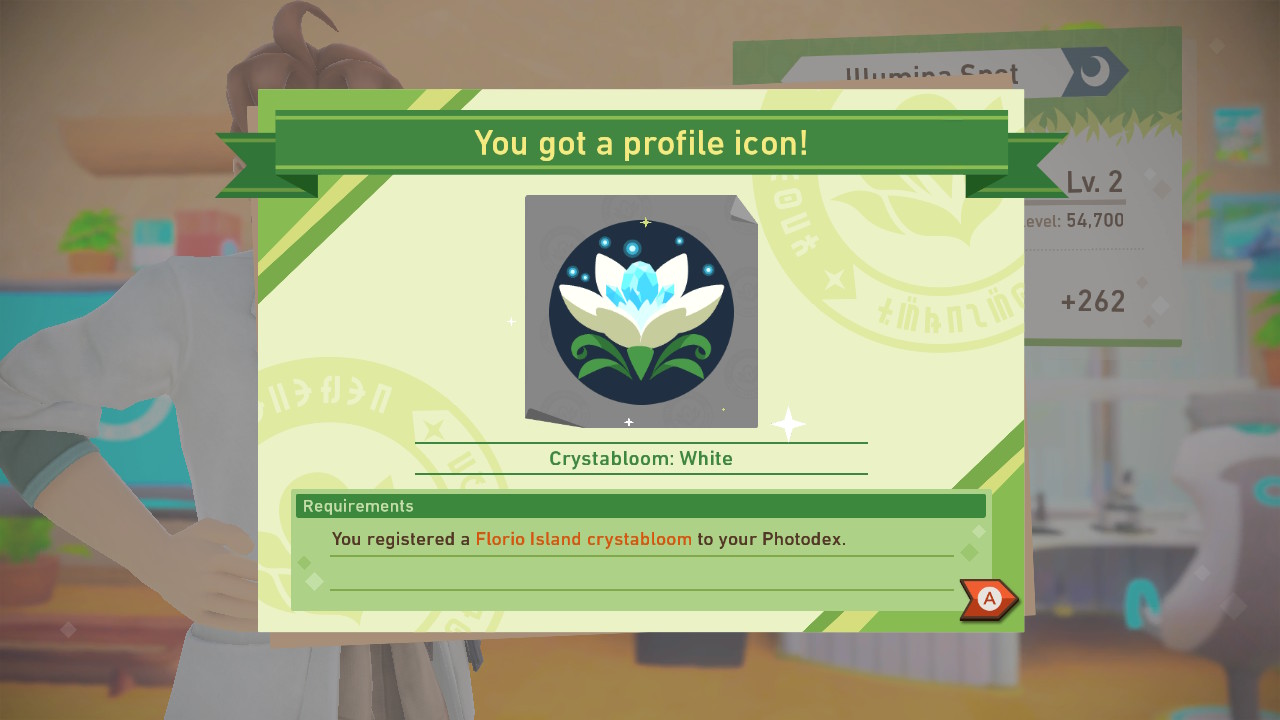 You got a profile icon!
Illumina Spot
Lv. 2
evel: 54,700
+262
Crystabloom: White
Requirements
You registered a Florio Island crystabloom to your Photodex.
A